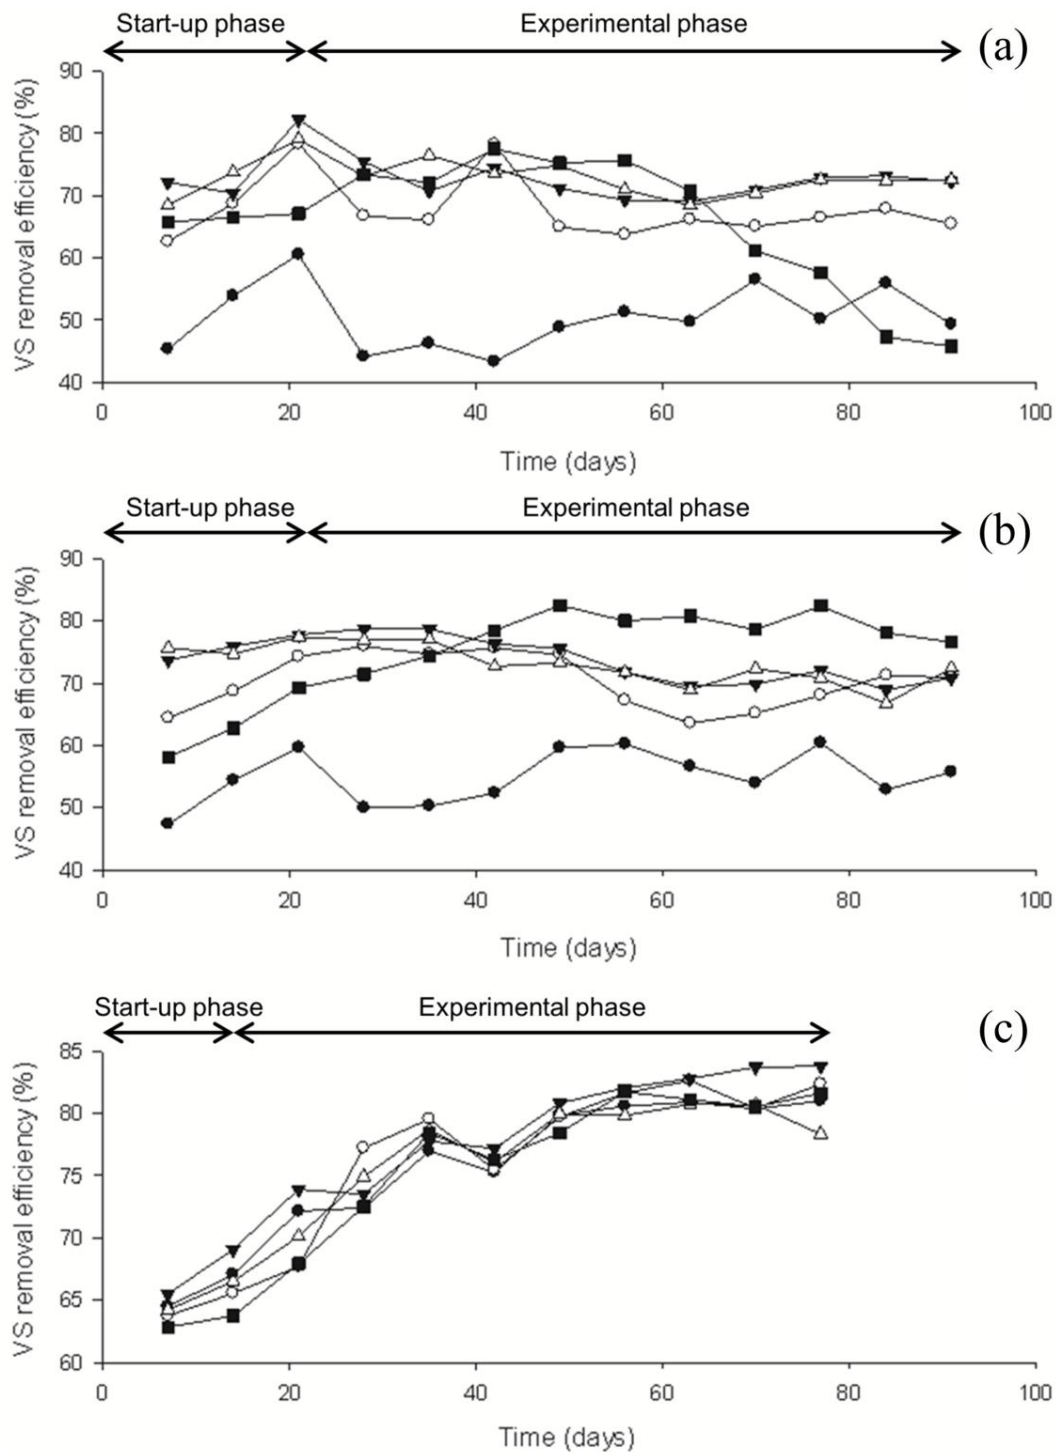 Start-up phase Experimental phase (a)
VS removal efficiency (%)
90
80
70
60
50
40
0 20 40 60 80 100
Time (days)
Start-up phase Experimental phase (b)
VS removal efficiency (%)
90
80
70
60
50
40
0 20 40 60 80 100
Time (days)
Start-up phase Experimental phase (c)
VS removal efficiency (%)
85
80
75
70
65
60
0 20 40 60 80 100
Time (days)